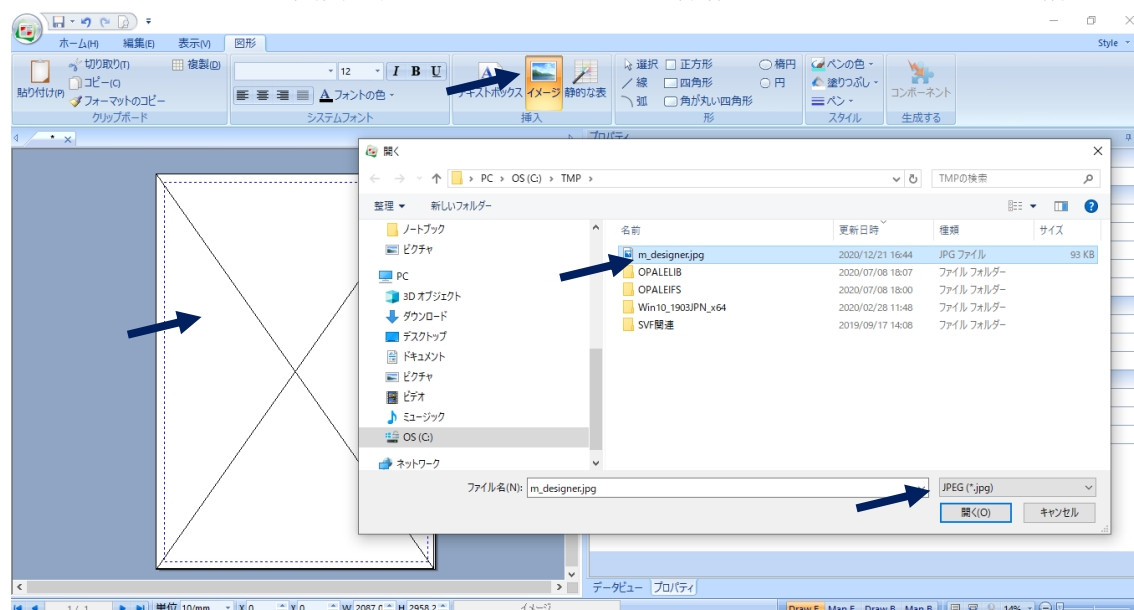 ホーム(H) 編集(E) 表示(V) 図形 Style
切り取り(T) 複製(D) 12 I B U 選択 正方形 楕円 ペンの色
貼り付け(P) コピー(C) テキストボックス イメージ 静的な表 線 四角形 円 塗りつぶし コンポーネント
フォーマットのコピー A フォントの色 弧 角が丸い四角形 ペン
クリップボード システムフォント 挿入 形 スタイル 生成する
* × プロパティ
開く
PC › OS (C:) › TMP › TMPの検索
整理 新しいフォルダー
名前 更新日時 種類 サイズ
ノートブック
ピクチャ
PC
3D オブジェクト
ダウンロード
デスクトップ
ドキュメント
ピクチャ
ビデオ
ミュージック
OS (C:)
ネットワーク
m_designer.jpg 2020/12/21 16:44 JPG ファイル 93 KB
OPALELIB 2020/07/08 18:07 ファイル フォルダー
OPALEIFS 2020/07/08 18:00 ファイル フォルダー
Win10_1903JPN_x64 2020/02/28 11:48 ファイル フォルダー
SVF関連 2019/09/17 14:08 ファイル フォルダー
ファイル名(N): m_designer.jpg JPEG (*.jpg)
開く(O) キャンセル
データビュー プロパティ
1 / 1 単位 10/mm X 0 Y 0 W 2087.0 H 2958.2 イメージ Draw F Map F Draw B Map B 14%